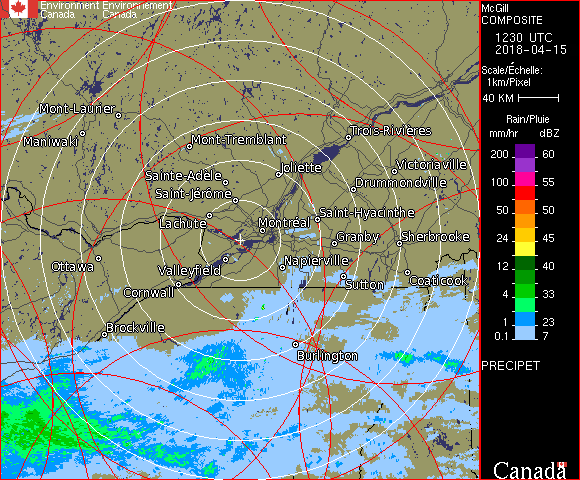 Environment Environnement
Canada Canada
McGill
COMPOSITE
1230 UTC
2018-04-15
Scale/Échelle:
1km/Pixel
40 KM
Rain/Pluie
mm/hr dBZ
200 60
150 57
100 55
50 50
24 45
12 40
4 33
1 23
0.1 7
PRECIPET
Canada
Mont-Laurier
Maniwaki
Mont-Tremblant
Trois-Rivières
Sainte-Adèle
Joliette
Victoriaville
Saint-Jérôme
Drummondville
Lachute
Montréal
Saint-Hyacinthe
Granby
Sherbrooke
Ottawa
Valleyfield
Napierville
Cornwall
Sutton
Coaticook
Brockville
Burlington